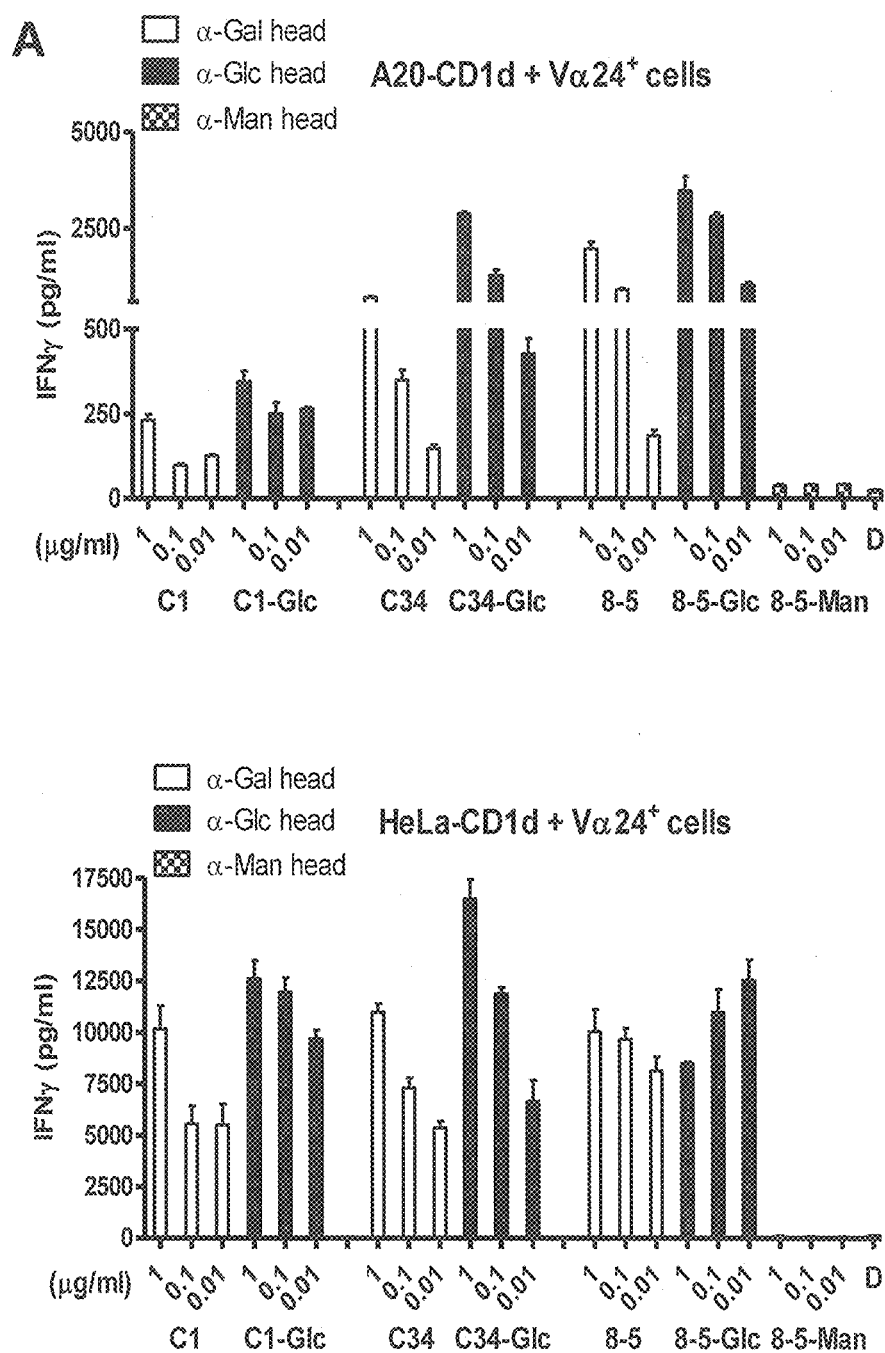 A
α-Gal head
α-Glc head
α-Man head
A20-CD1d + Vα24⁺ cells
IFNγ (pg/ml)
5000
2500
500
250
0
(μg/ml) 1 0.1 0.01 1 0.1 0.01 1 0.1 0.01 1 0.1 0.01 1 0.1 0.01 1 0.1 0.01 1 0.1 0.01 D
C1 C1-Glc C34 C34-Glc 8-5 8-5-Glc 8-5-Man
α-Gal head
α-Glc head
α-Man head
HeLa-CD1d + Vα24⁺ cells
IFNγ (pg/ml)
17500
15000
12500
10000
7500
5000
2500
0
(μg/ml) 1 0.1 0.01 1 0.1 0.01 1 0.1 0.01 1 0.1 0.01 1 0.1 0.01 1 0.1 0.01 1 0.1 0.01 D
C1 C1-Glc C34 C34-Glc 8-5 8-5-Glc 8-5-Man